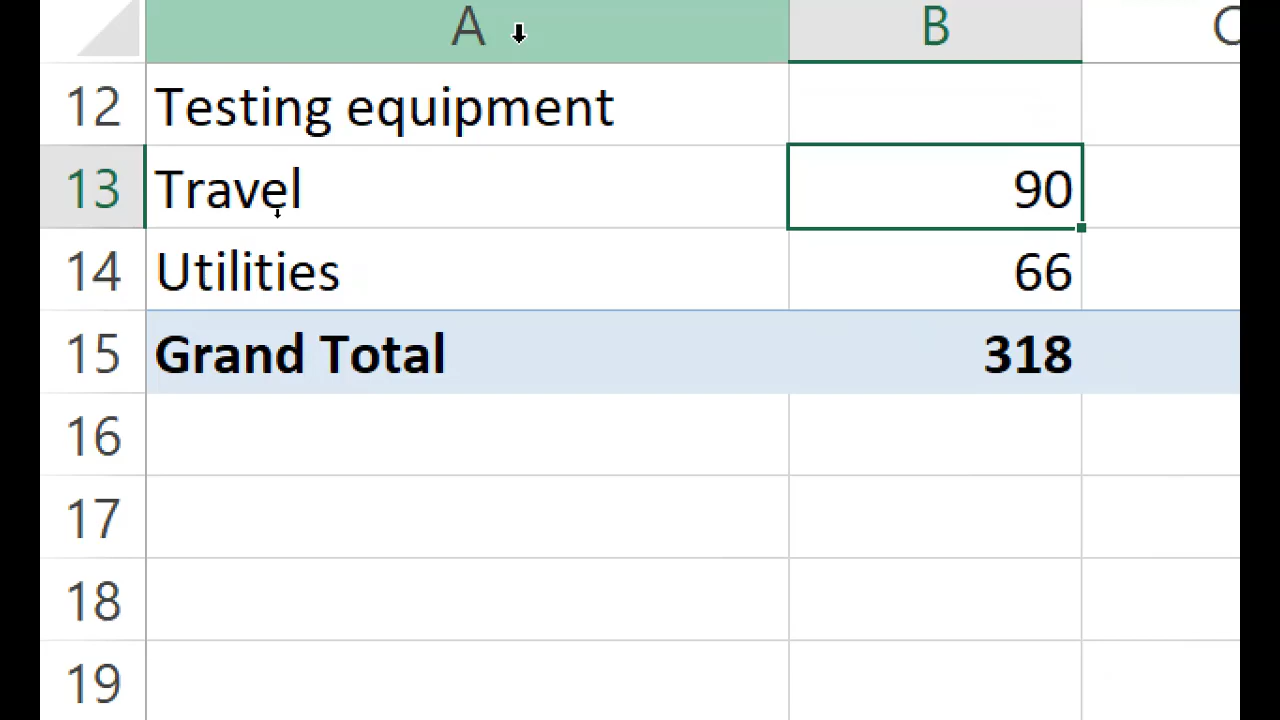 A B C
12 Testing equipment
13 Travel 90
14 Utilities 66
15 Grand Total 318
16
17
18
19